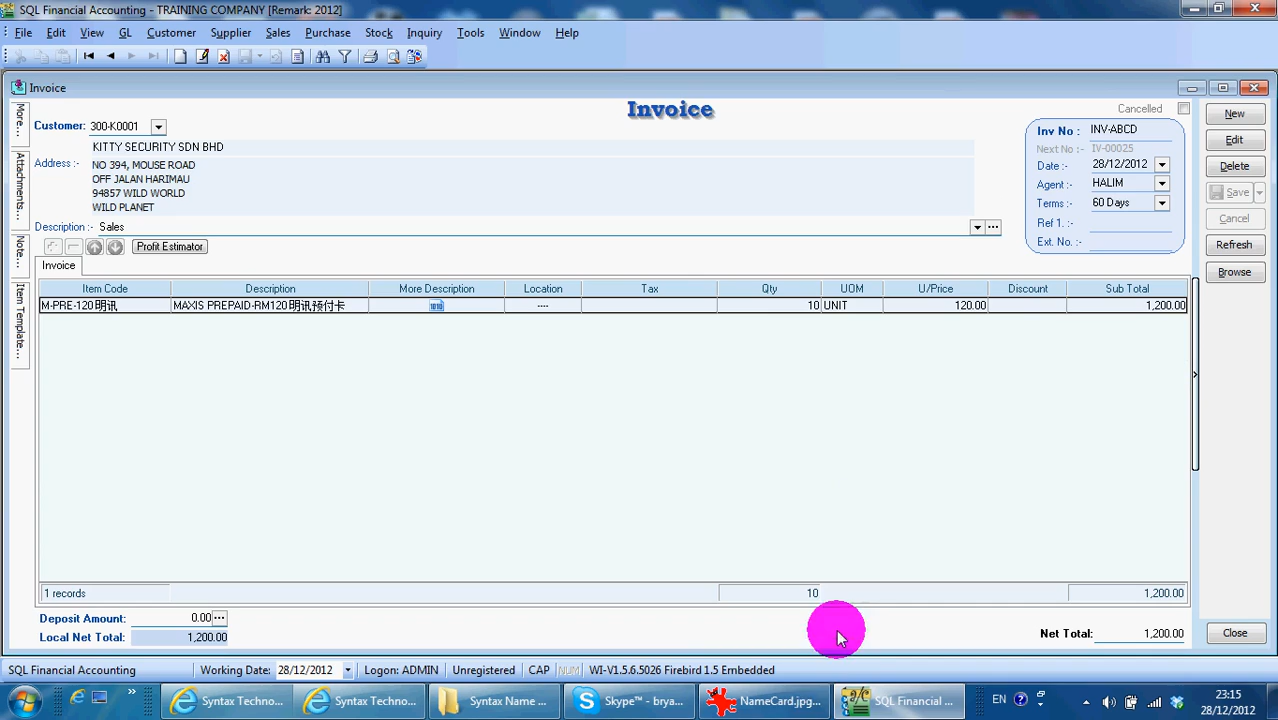 SQL Financial Accounting - TRAINING COMPANY [Remark: 2012]
File Edit View GL Customer Supplier Sales Purchase Stock Inquiry Tools Window Help
Invoice
Invoice
Cancelled
More...
Attachments...
Note...
Item Template...
Customer: 300-K0001
KITTY SECURITY SDN BHD
Address :- NO 394, MOUSE ROAD
OFF JALAN HARIMAU
94857 WILD WORLD
WILD PLANET
Description :- Sales
Inv No : INV-ABCD
Next No : IV-00025
Date :- 28/12/2012
Agent :- HALIM
Terms :- 60 Days
Ref 1. :-
Ext. No. :-
New
Edit
Delete
Save
Cancel
Refresh
Browse
Profit Estimator
Invoice
Item Code Description More Description Location Tax Qty UOM U/Price Discount Sub Total
M-PRE-120明讯 MAXIS PREPAID-RM120明讯预付卡 ---- 10 UNIT 120.00 1,200.00
1 records 10 1,200.00
Deposit Amount: 0.00
Local Net Total: 1,200.00
Net Total: 1,200.00
Close
SQL Financial Accounting Working Date: 28/12/2012 Logon: ADMIN Unregistered CAP NUM WI-V1.5.6.5026 Firebird 1.5 Embedded
Syntax Techno... Syntax Techno... Syntax Name ... Skype™ - brya... NameCard.jpg... SQL Financial ... EN 23:15
28/12/2012